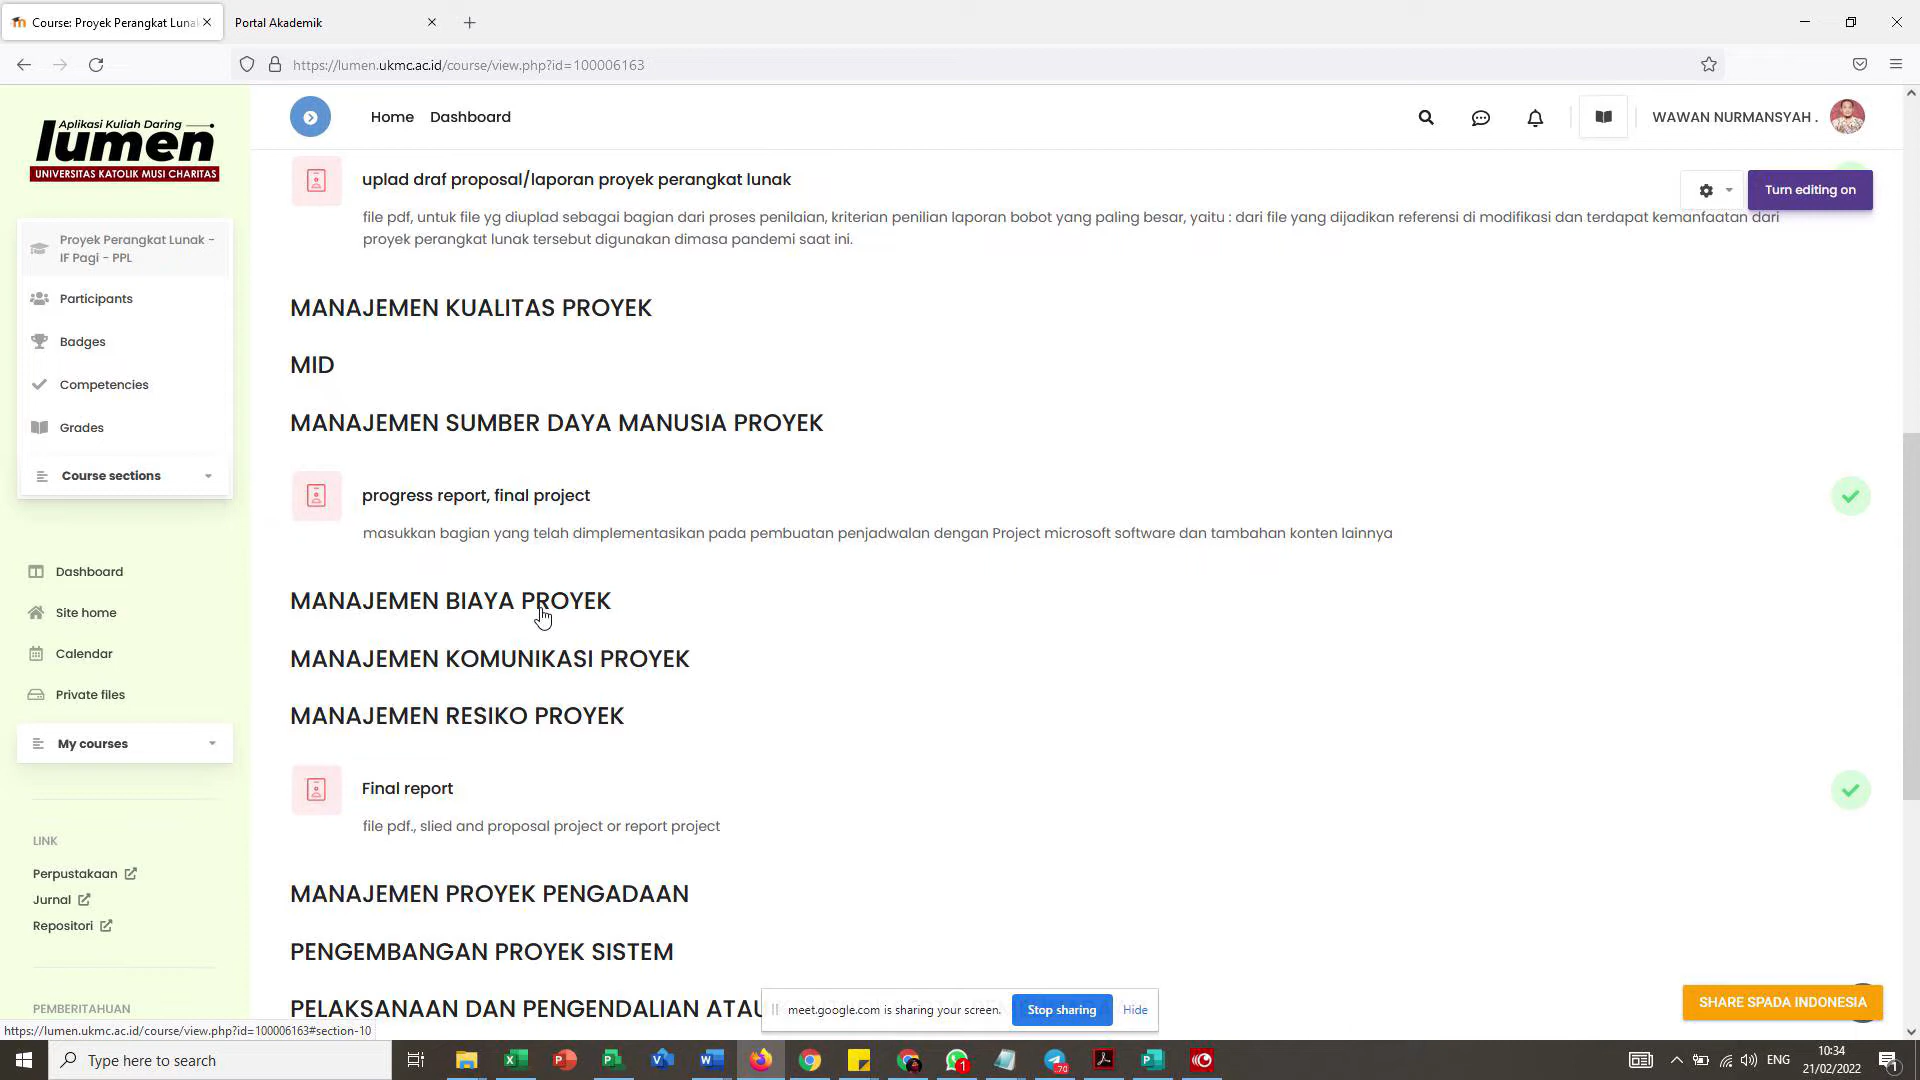 Course: Proyek Perangkat Luna
Portal Akademik
https://lumen.ukmc.ac.id/course/view.php?id=100006163
Aplikasi Kuliah Daring
lumen
UNIVERSITAS KATOLIK MUSI CHARITAS
Home
Dashboard
WAWAN NURMANSYAH .
Turn editing on
Proyek Perangkat Lunak -
IF Pagi - PPL
Participants
Badges
Competencies
Grades
Course sections
Dashboard
Site home
Calendar
Private files
My courses
LINK
Perpustakaan
Jurnal
Repositori
PEMBERITAHUAN
uplad draf proposal/laporan proyek perangkat lunak
file pdf, untuk file yg diuplad sebagai bagian dari proses penilaian, kriterian penilian laporan bobot yang paling besar, yaitu : dari file yang dijadikan referensi di modifikasi dan terdapat kemanfaatan dari
proyek perangkat lunak tersebut digunakan dimasa pandemi saat ini.
MANAJEMEN KUALITAS PROYEK
MID
MANAJEMEN SUMBER DAYA MANUSIA PROYEK
progress report, final project
masukkan bagian yang telah dimplementasikan pada pembuatan penjadwalan dengan Project microsoft software dan tambahan konten lainnya
MANAJEMEN BIAYA PROYEK
MANAJEMEN KOMUNIKASI PROYEK
MANAJEMEN RESIKO PROYEK
Final report
file pdf., slied and proposal project or report project
MANAJEMEN PROYEK PENGADAAN
PENGEMBANGAN PROYEK SISTEM
PELAKSANAAN DAN PENGENDALIAN ATAU
meet.google.com is sharing your screen.
Stop sharing
Hide
SHARE SPADA INDONESIA
https://lumen.ukmc.ac.id/course/view.php?id=100006163#section-10
Type here to search
ENG
10:34
21/02/2022